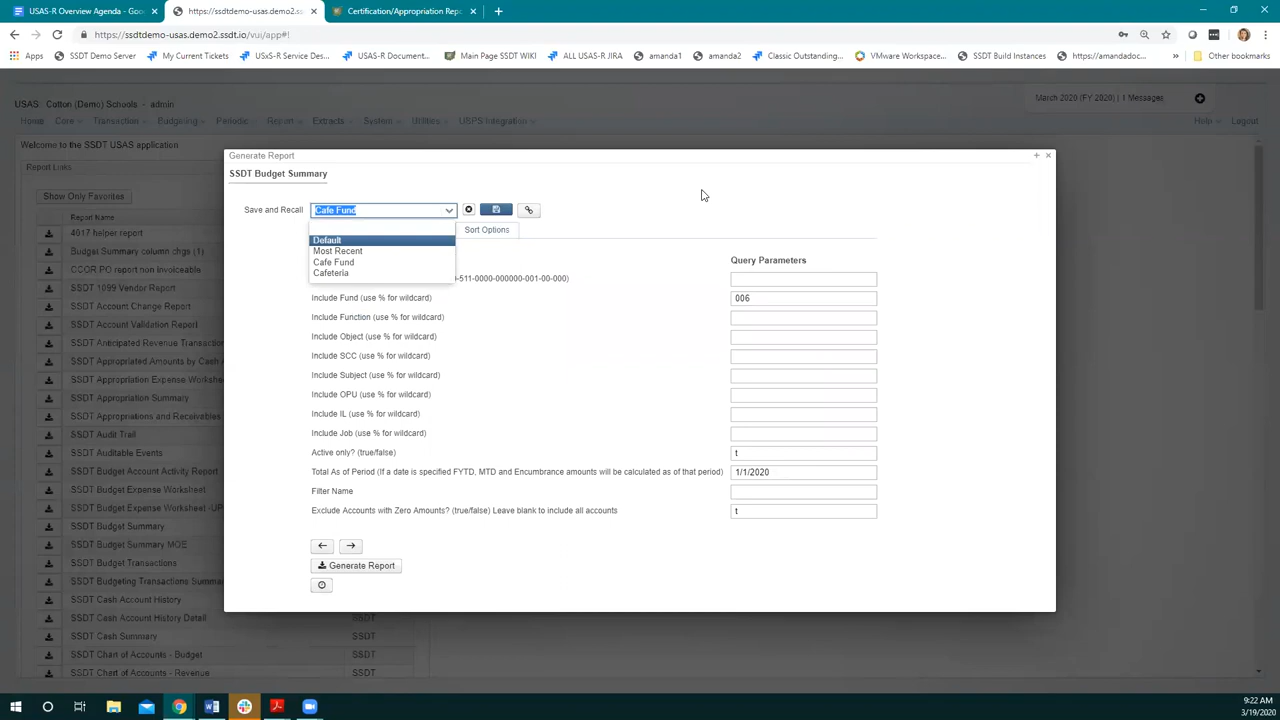 USAS-R Overview Agenda - Goo
https://ssdtdemo-usas.demo2.ssd
Certification/Appropriation Repo
ssdtdemo-usas.demo2.ssdt.io/vui/app#!
Apps
SSDT Demo Server
My Current Tickets
USxS-R Service Des...
USAS-R Document...
Main Page SSDT WIKI
ALL USAS-R JIRA
amanda1
amanda2
Classic Outstanding...
VMware Workspace...
SSDT Build Instances
https://amandadoc...
»
Other bookmarks
USAS Cotton (Demo) Schools - admin
March 2020 (FY 2020) | 1 Messages
Home
Core
Transaction
Budgeting
Periodic
Report
Extracts
System
Utilities
USPS Integration
Help
Logout
Welcome to the SSDT USAS application
Report Links
Show Only Favorites
Report Name
4017 helper report
Budget Summary column chgs (2)
CCOR PO report non Invoiceable
SSDT 1099 Vendor Report
SSDT Account Change Report
SSDT Account Validation Report
SSDT Anticipated Revenue Transaction
SSDT Appropriated Amounts by Cash A
SSDT Appropriation Expense Workshe
SSDT Appropriation Summary
SSDT Appropriations and Receivables
SSDT Audit Trail
SSDT Auditable Events
SSDT Budget Account Activity Report
SSDT Budget Expense Worksheet
SSDT Budget Expense Worksheet -UP
SSDT Budget Summary
SSDT Budget Summary MOE
SSDT Budget Transactions
SSDT Budgeting Transactions Summa
SSDT Cash Account History
SSDT Cash Account History Detail
SSDT
SSDT Cash Summary
SSDT
SSDT Chart of Accounts - Budget
SSDT
SSDT Chart of Accounts - Revenue
SSDT
Generate Report
SSDT Budget Summary
Save and Recall
Cafe Fund
Default
Most Recent
Cafe Fund
Cafeteria
Sort Options
Query Parameters
-511-0000-000000-001-00-000)
Include Fund (use % for wildcard)
006
Include Function (use % for wildcard)
Include Object (use % for wildcard)
Include SCC (use % for wildcard)
Include Subject (use % for wildcard)
Include OPU (use % for wildcard)
Include IL (use % for wildcard)
Include Job (use % for wildcard)
Active only? (true/false)
t
Total As of Period (If a date is specified FYTD, MTD and Encumbrance amounts will be calculated as of that period)
1/1/2020
Filter Name
Exclude Accounts with Zero Amounts? (true/false) Leave blank to include all accounts
t
Generate Report
9:22 AM
3/19/2020